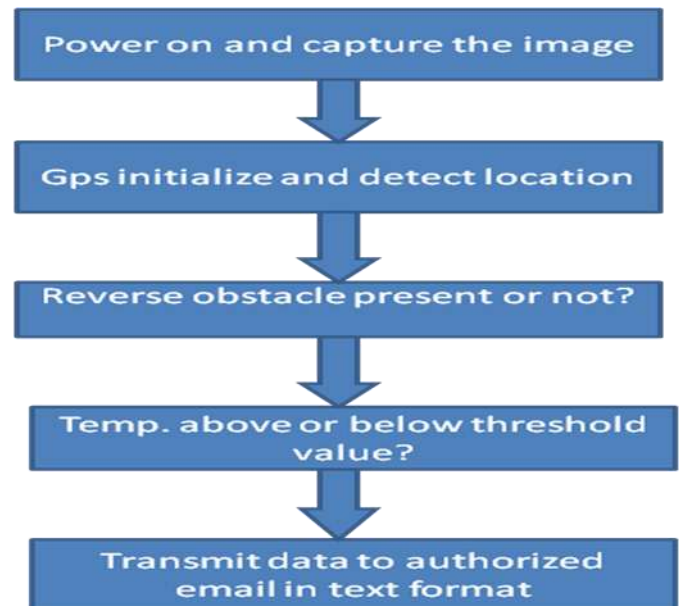 Power on and capture the image
Gps initialize and detect location
Reverse obstacle present or not?
Temp. above or below threshold
value?
Transmit data to authorized
email in text format